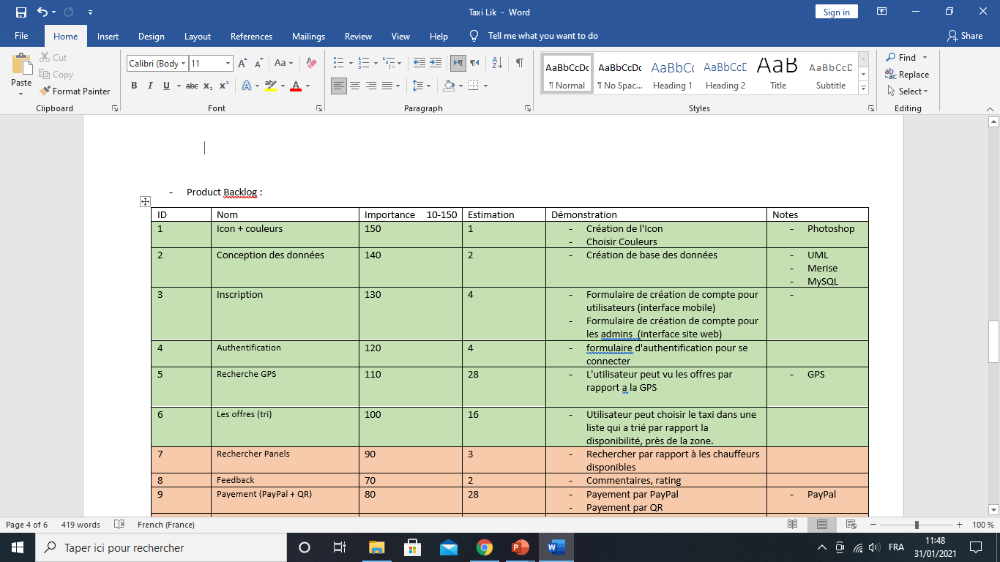 Taxi Lik - Word
Sign in
File Home Insert Design Layout References Mailings Review View Help Tell me what you want to do Share
Paste
Cut
Copy
Format Painter
Clipboard
Calibri (Body 11
Aa
B I U abc x₂ x² A A
Font
Paragraph
AaBbCcDc AaBbCcDc AaBbCc AaBbCcD AaB AaBbCcD
¶ Normal ¶ No Spac... Heading 1 Heading 2 Title Subtitle
Styles
Find
Replace
Select
Editing
- Product Backlog :
ID Nom Importance 10-150 Estimation Démonstration Notes
1 Icon + couleurs 150 1 - Création de l'Icon - Photoshop
- Choisir Couleurs
2 Conception des données 140 2 - Création de base des données - UML
- Merise
- MySQL
3 Inscription 130 4 - Formulaire de création de compte pour -
utilisateurs (interface mobile)
- Formulaire de création de compte pour
les admins (interface site web)
4 Authentification 120 4 - formulaire d'authentification pour se
connecter
5 Recherche GPS 110 28 - L'utilisateur peut vu les offres par - GPS
rapport a la GPS
6 Les offres (tri) 100 16 - Utilisateur peut choisir le taxi dans une
liste qui a trié par rapport la
disponibilité, près de la zone.
7 Rechercher Panels 90 3 - Rechercher par rapport à les chauffeurs
disponibles
8 Feedback 70 2 - Commentaires, rating
9 Payement (PayPal + QR) 80 28 - Payement par PayPal - PayPal
- Payement par QR
Page 4 of 6 419 words French (France) 100 %
Taper ici pour rechercher
FRA
11:48
31/01/2021